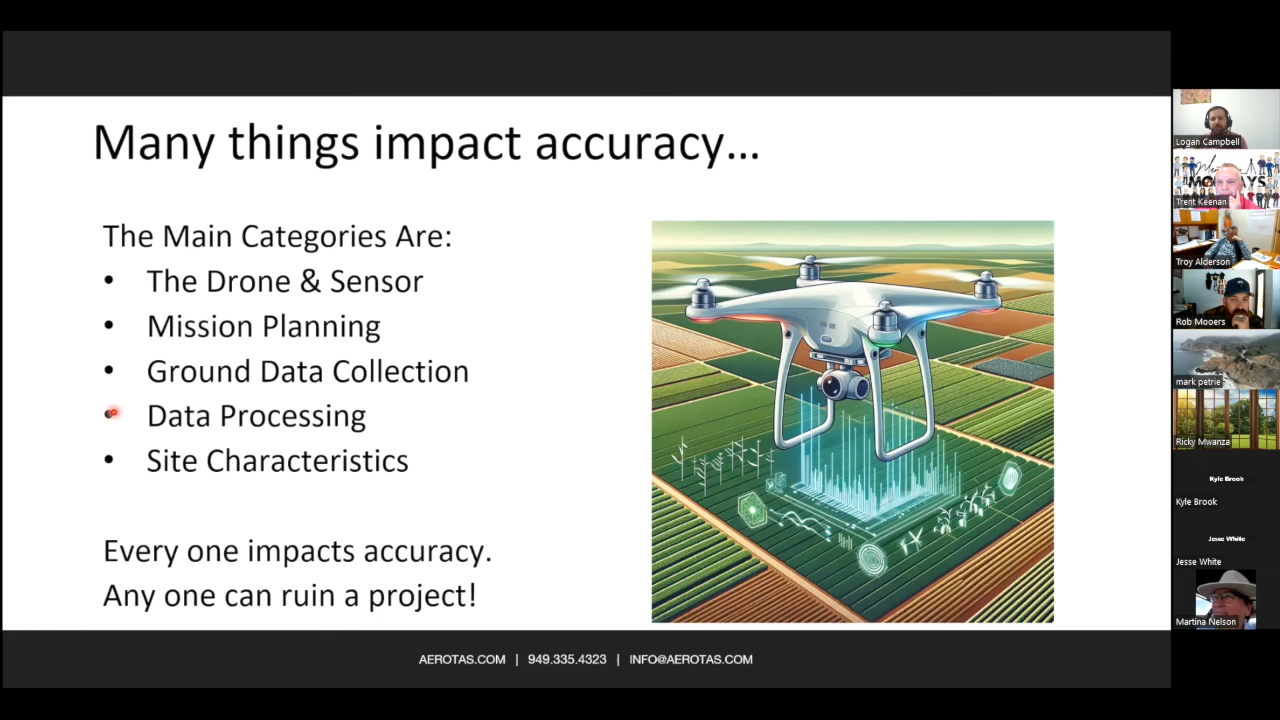 Many things impact accuracy...
The Main Categories Are:
• The Drone & Sensor
• Mission Planning
• Ground Data Collection
• Data Processing
• Site Characteristics
Every one impacts accuracy.
Any one can ruin a project!
AEROTAS.COM | 949.335.4323 | INFO@AEROTAS.COM
Logan Campbell
Trent Keenan
Troy Alderson
Rob Mooers
mark petrie
Ricky Mwanza
Kyle Brook
Kyle Brook
Jesse White
Jesse White
Martina Nelson